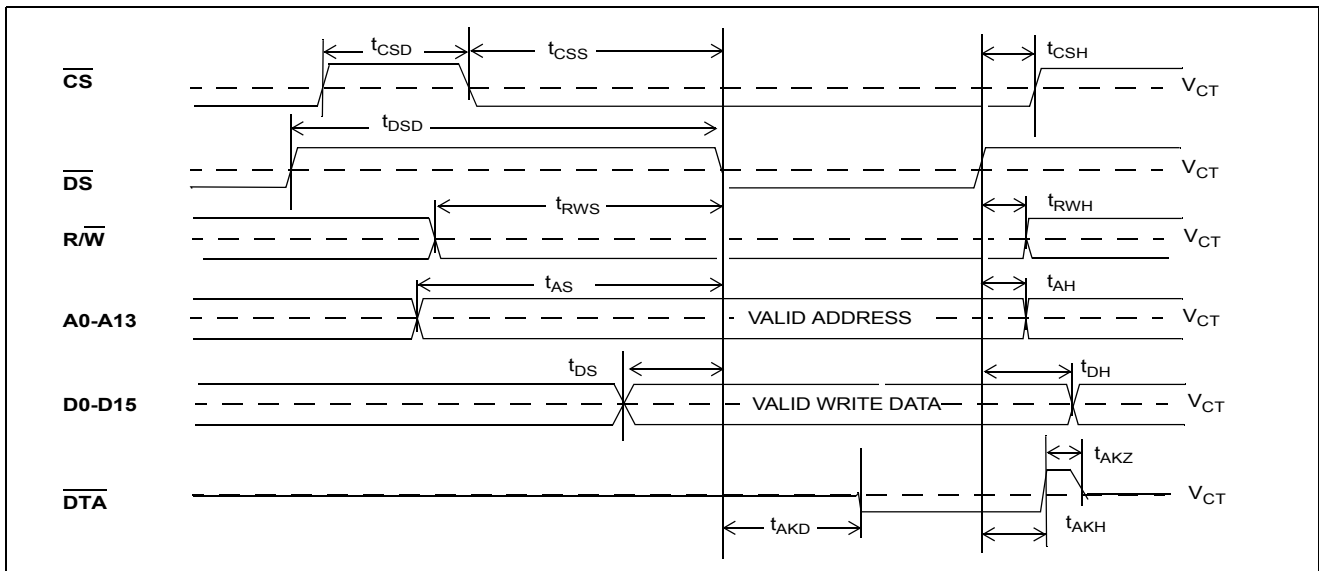 tCSD tCSS tCSH
CS VCT
tDSD
DS VCT
tRWS tRWH
R/W VCT
tAS tAH
A0-A13 VALID ADDRESS VCT
tDS tDH
D0-D15 VALID WRITE DATA VCT
tAKZ
DTA VCT
tAKD tAKH